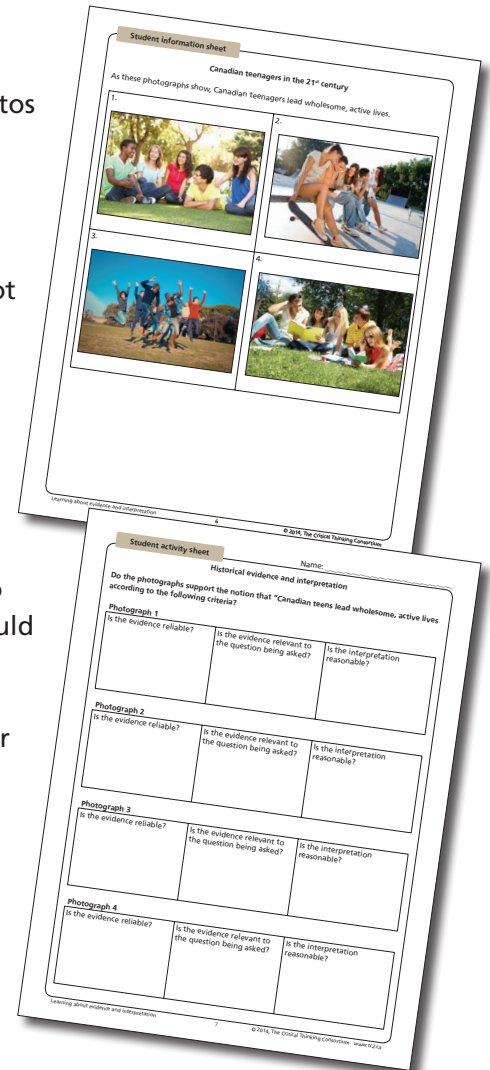 tos
ot
o
uld
r
Student information sheet
Canadian teenagers in the 21st century
As these photographs show, Canadian teenagers lead wholesome, active lives.
1.
2.
3.
4.
Learning about evidence and interpretation
6
© 2014, The Critical Thinking Consortium
Student activity sheet
Name:
Historical evidence and interpretation
Do the photographs support the notion that "Canadian teens lead wholesome, active lives
according to the following criteria?
Photograph 1
Is the evidence reliable?
Is the evidence relevant to
the question being asked?
Is the interpretation
reasonable?
Photograph 2
Is the evidence reliable?
Is the evidence relevant to
the question being asked?
Is the interpretation
reasonable?
Photograph 3
Is the evidence reliable?
Is the evidence relevant to
the question being asked?
Is the interpretation
reasonable?
Photograph 4
Is the evidence reliable?
Is the evidence relevant to
the question being asked?
Is the interpretation
reasonable?
Learning about evidence and interpretation
7
© 2014, The Critical Thinking Consortium www.tc2.ca